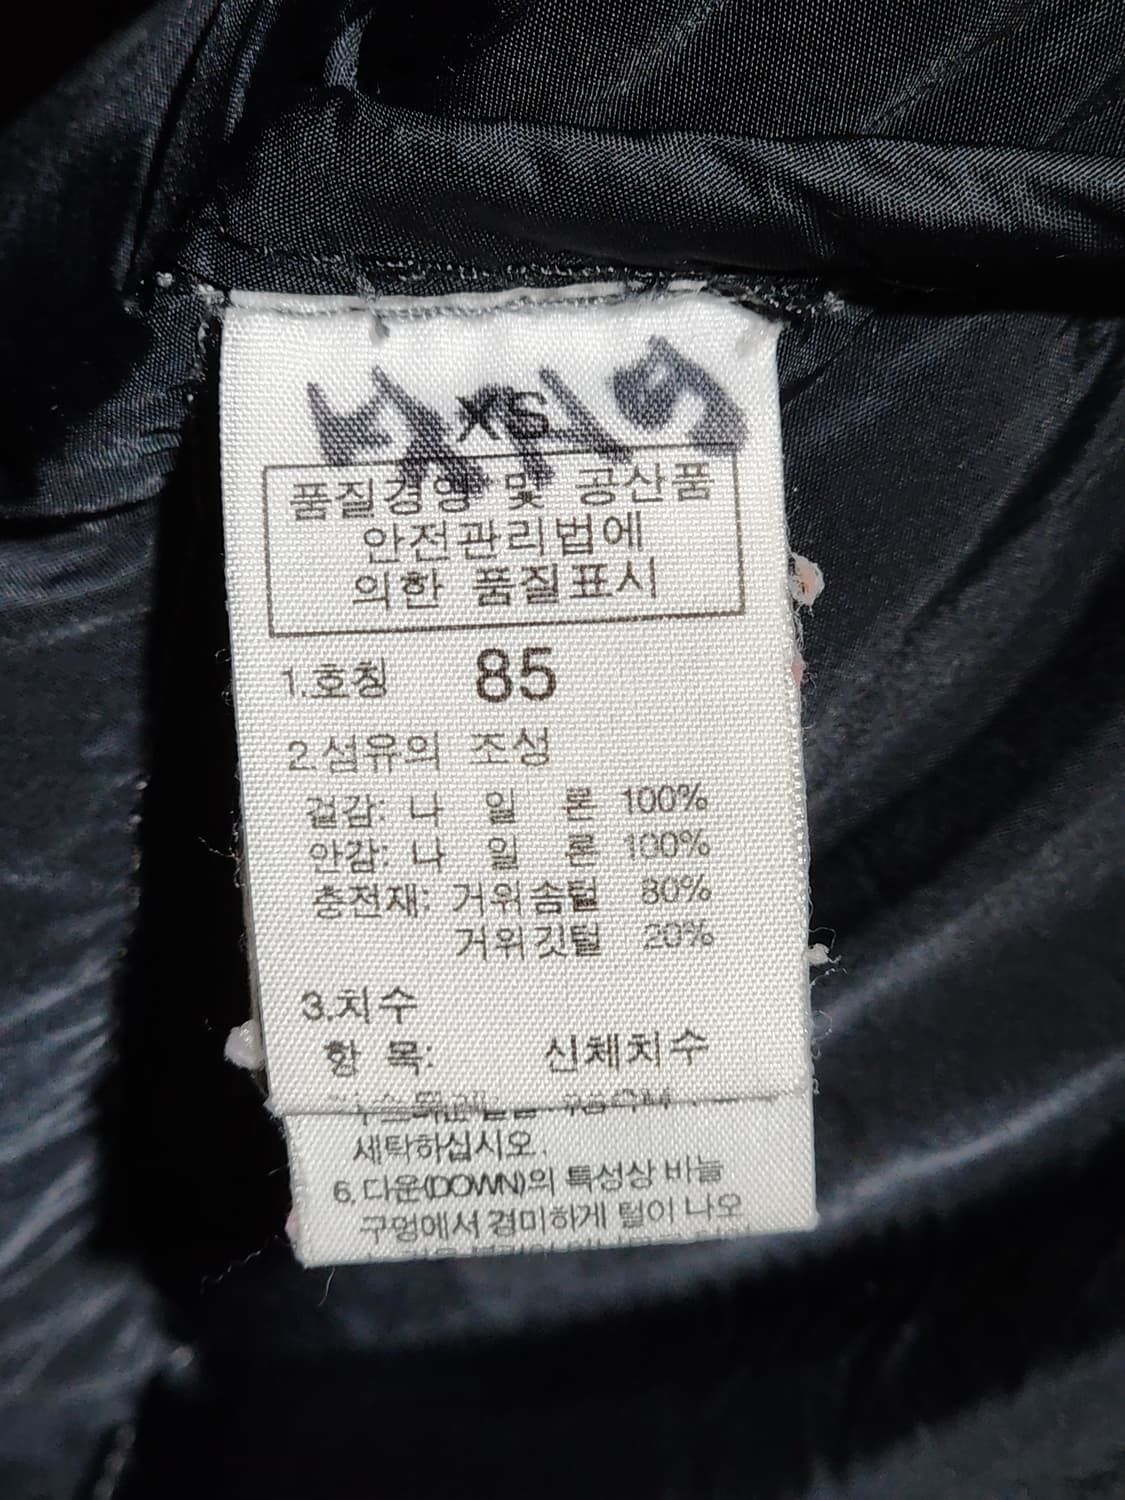 XS
품질경영 및 공산품
안전관리법에
의한 품질표시
1.호칭 85
2.섬유의 조성
겉감: 나 일 론 100%
안감: 나 일 론 100%
충전재: 거위솜털 80%
거위깃털 20%
3.치수
항 목: 신체치수
세탁하십시오.
6.다운(DOWN)의 특성상 바늘
구멍에서 경미하게 털이 나오